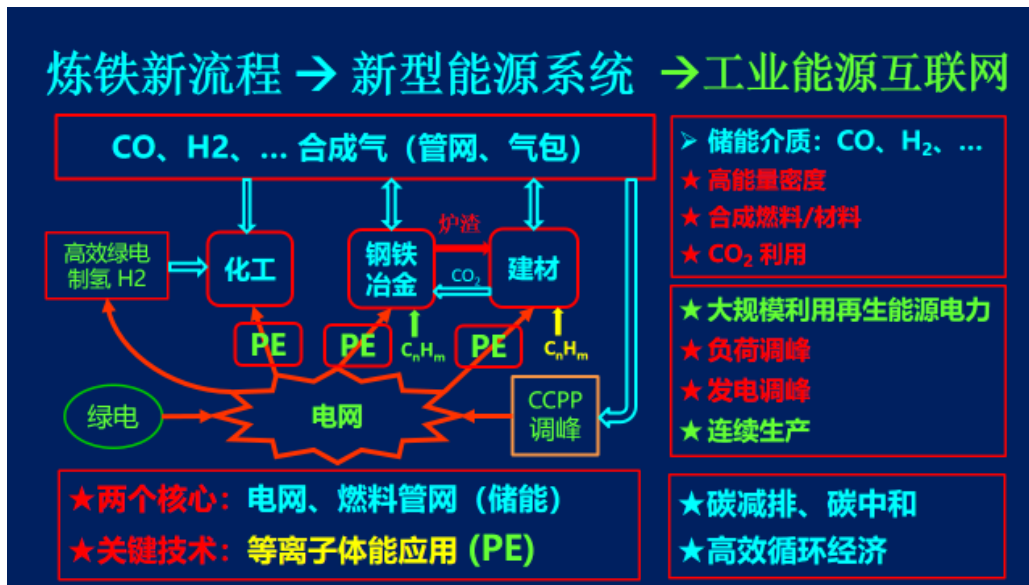 炼铁新流程 → 新型能源系统 → 工业能源互联网
CO、H2、... 合成气（管网、气包）
高效绿电
制氢 H2
化工
钢铁
冶金
炉渣
CO₂
建材
PE
PE
PE
CₙHₘ
CₙHₘ
绿电
电网
CCPP
调峰
★两个核心：电网、燃料管网（储能）
★关键技术：等离子体能应用 (PE)
➢ 储能介质：CO、H₂、...
★ 高能量密度
★ 合成燃料/材料
★ CO₂ 利用
★大规模利用再生能源电力
★ 负荷调峰
★ 发电调峰
★ 连续生产
★碳减排、碳中和
★高效循环经济